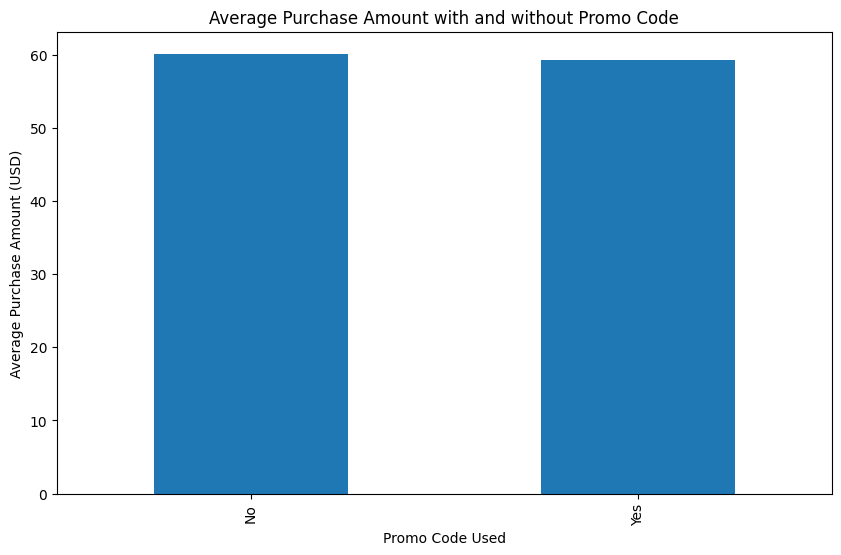 Average Purchase Amount with and without Promo Code
Average Purchase Amount (USD)
60
50
40
30
20
10
0
No
Yes
Promo Code Used